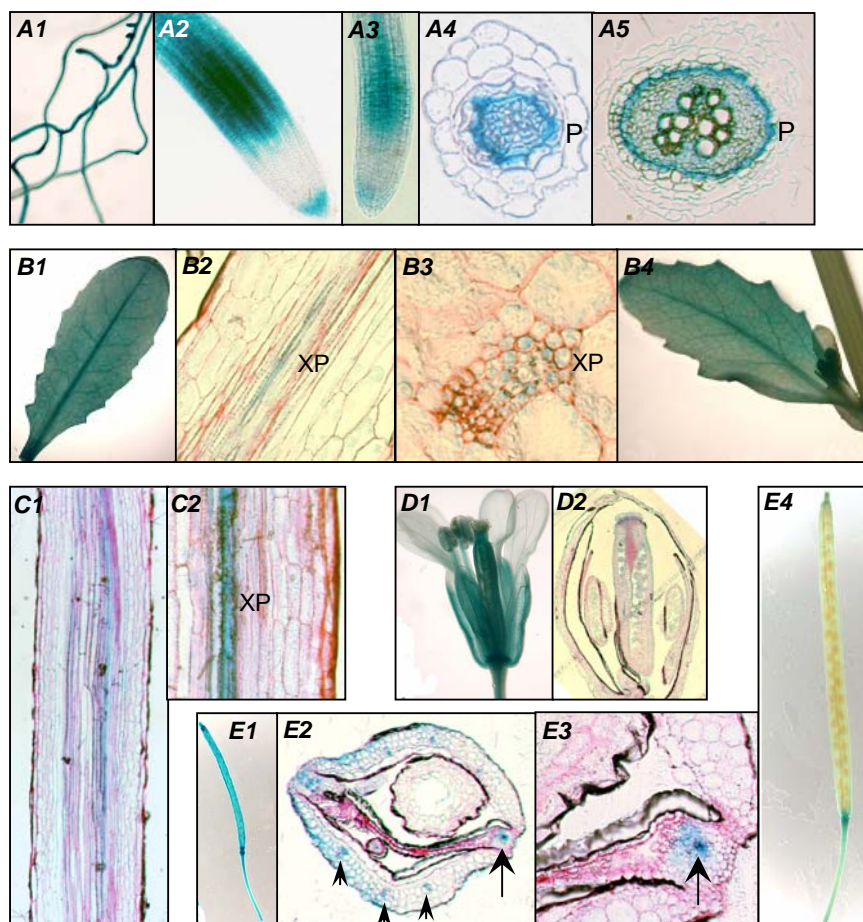 A1 A2 A3 A4 A5
P P
B1 B2 B3 B4
XP XP
C1 C2 D1 D2 E4
XP
E1 E2 E3